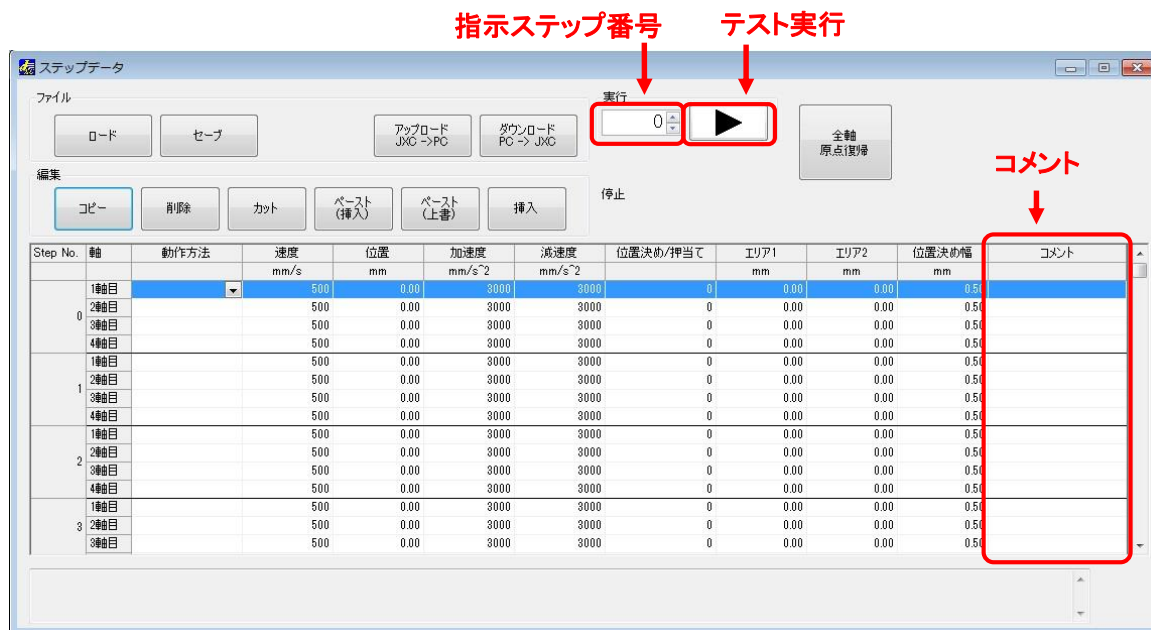 指示ステップ番号 テスト実行
ステップデータ
ファイル 実行
ロード セーブ アップロード JXC ->PC ダウンロード PC -> JXC 0 全軸 原点復帰
コメント
編集
コピー 削除 カット ペースト (挿入) ペースト (上書) 挿入 停止
Step No. 軸 動作方法 速度 位置 加速度 減速度 位置決め/押当て エリア1 エリア2 位置決め幅 コメント
mm/s mm mm/s^2 mm/s^2 mm mm mm
0 1軸目 500 0.00 3000 3000 0 0.00 0.00 0.50
2軸目 500 0.00 3000 3000 0 0.00 0.00 0.50
3軸目 500 0.00 3000 3000 0 0.00 0.00 0.50
4軸目 500 0.00 3000 3000 0 0.00 0.00 0.50
1 1軸目 500 0.00 3000 3000 0 0.00 0.00 0.50
2軸目 500 0.00 3000 3000 0 0.00 0.00 0.50
3軸目 500 0.00 3000 3000 0 0.00 0.00 0.50
4軸目 500 0.00 3000 3000 0 0.00 0.00 0.50
2 1軸目 500 0.00 3000 3000 0 0.00 0.00 0.50
2軸目 500 0.00 3000 3000 0 0.00 0.00 0.50
3軸目 500 0.00 3000 3000 0 0.00 0.00 0.50
4軸目 500 0.00 3000 3000 0 0.00 0.00 0.50
3 1軸目 500 0.00 3000 3000 0 0.00 0.00 0.50
2軸目 500 0.00 3000 3000 0 0.00 0.00 0.50
3軸目 500 0.00 3000 3000 0 0.00 0.00 0.50